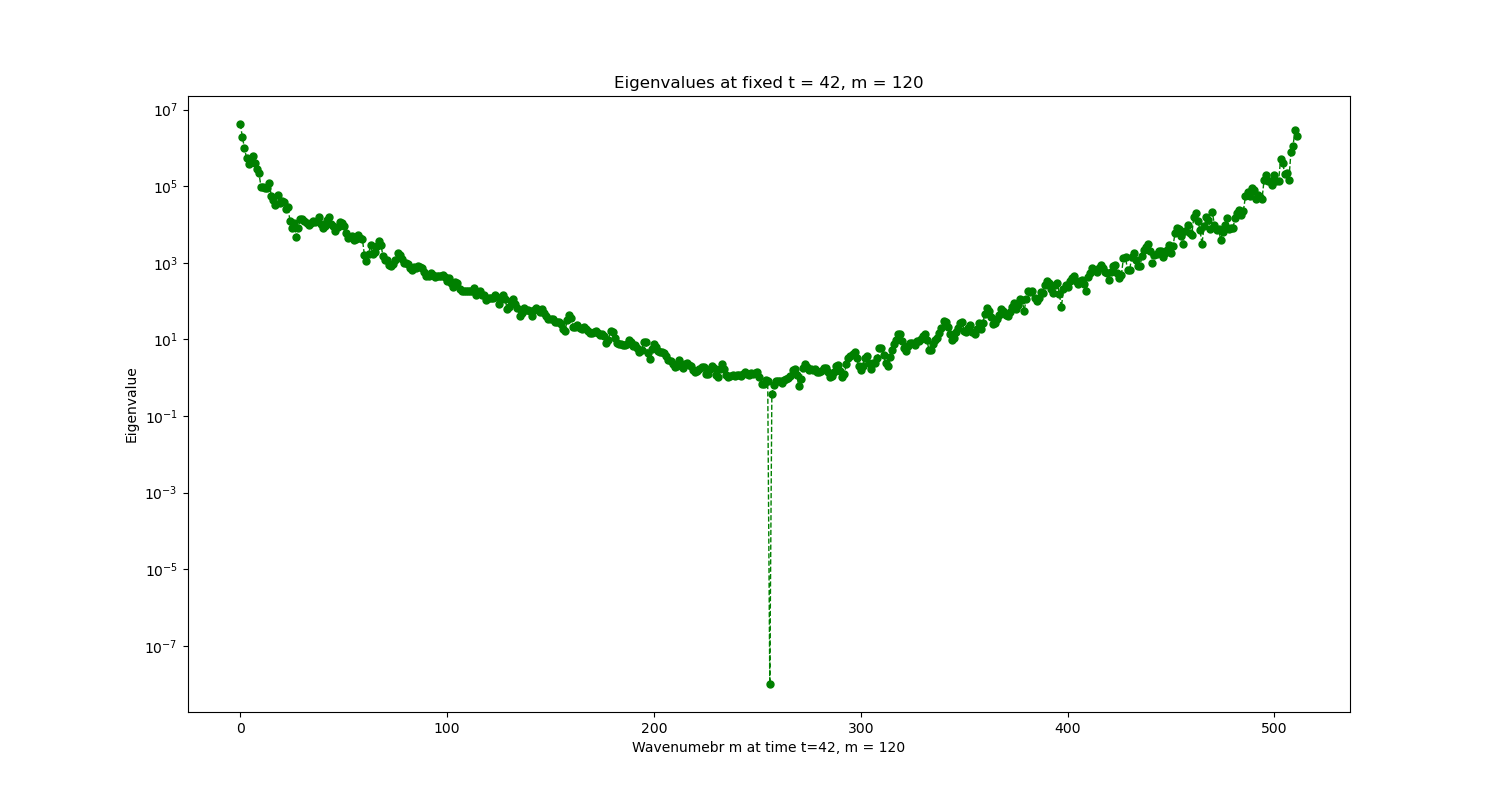 Eigenvalues at fixed t = 42, m = 120
10^7
10^5
10^3
10^1
10^-1
10^-3
10^-5
10^-7
Eigenvalue
0 100 200 300 400 500
Wavenumebr m at time t=42, m = 120